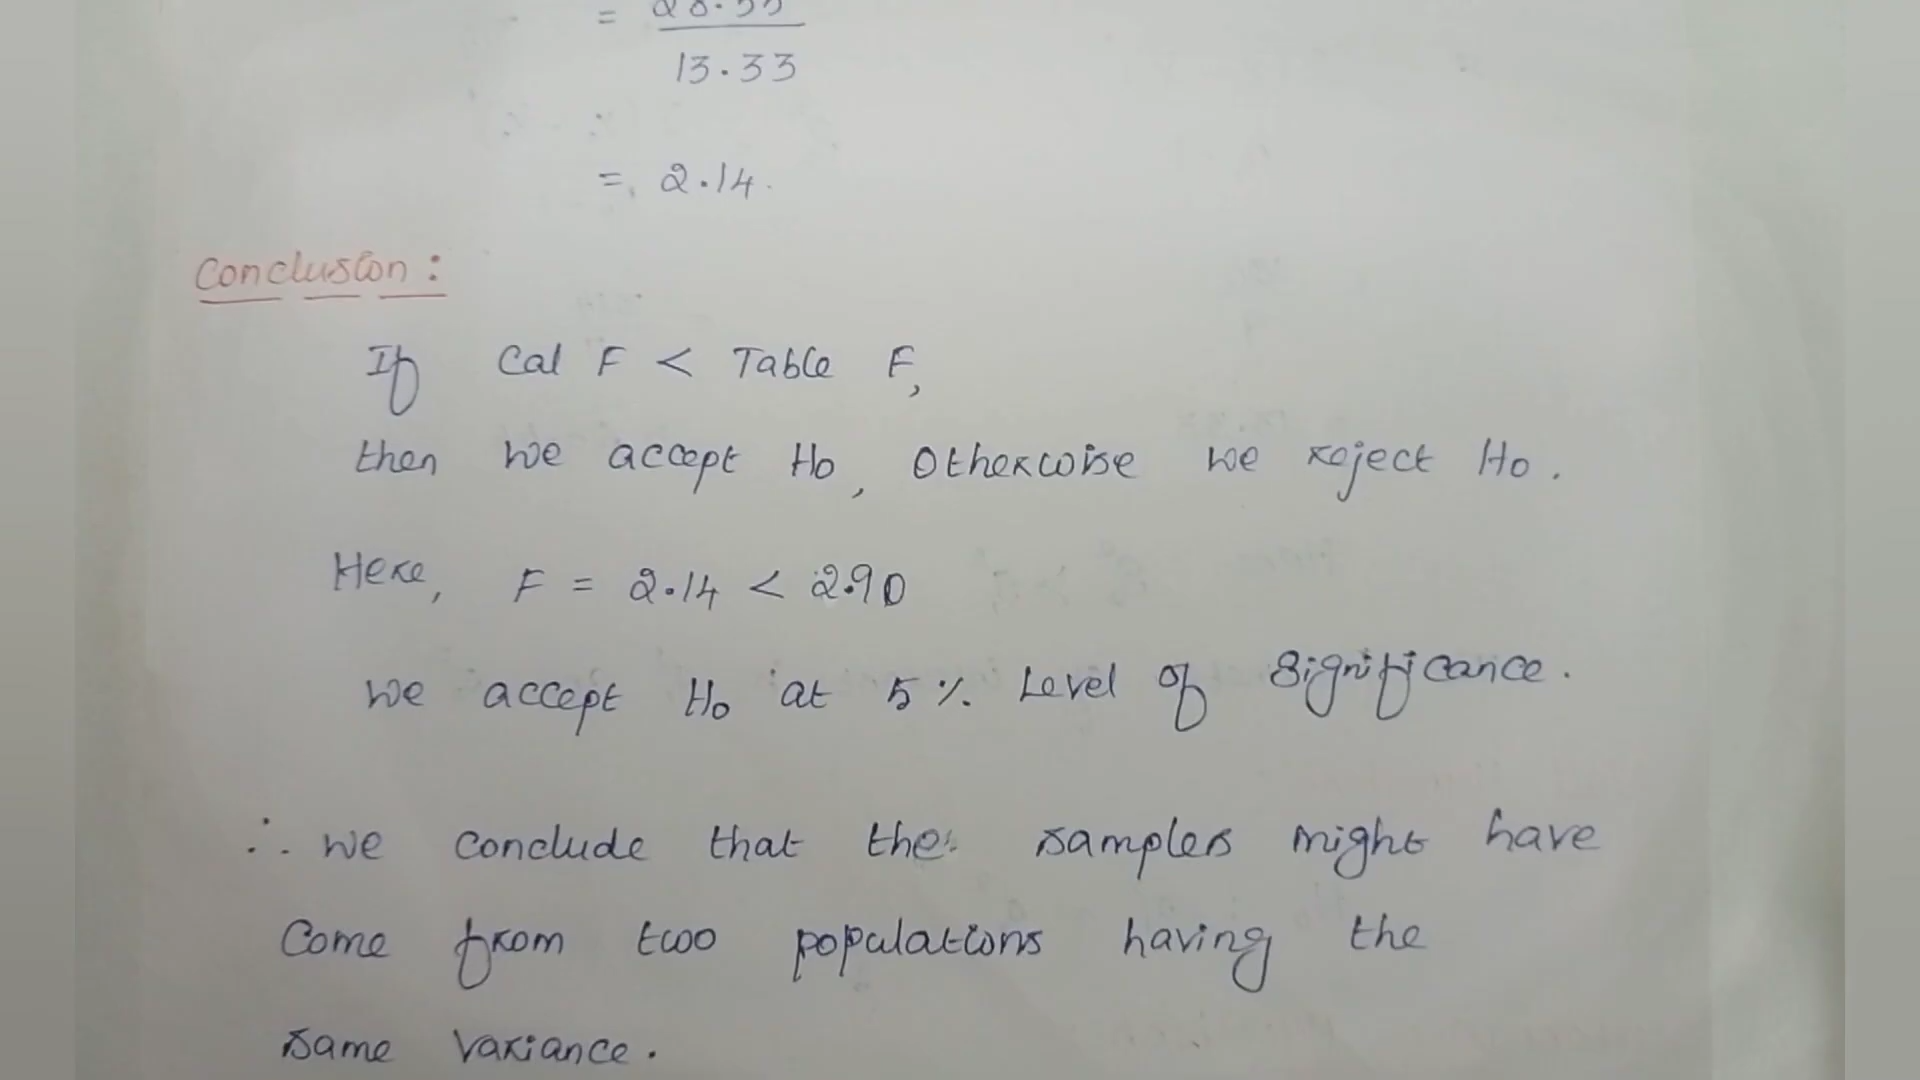 =
13.33
= 2.14.
Conclusion:
If Cal F < Table F,
then we accept Ho, Otherwise we reject Ho.
Here, F = 2.14 < 2.90
we accept Ho at 5% Level of Significance.
∴ we conclude that the samples might have
Come from two populations having the
same variance.